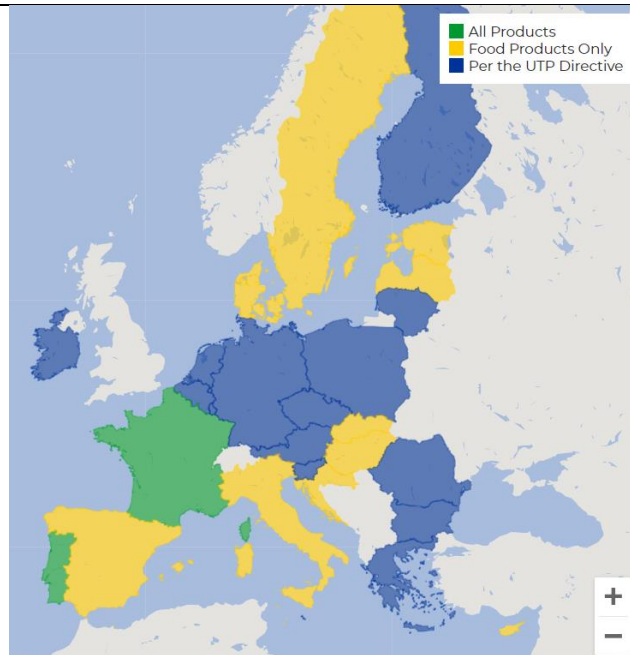 All Products
Food Products Only
Per the UTP Directive
+
−